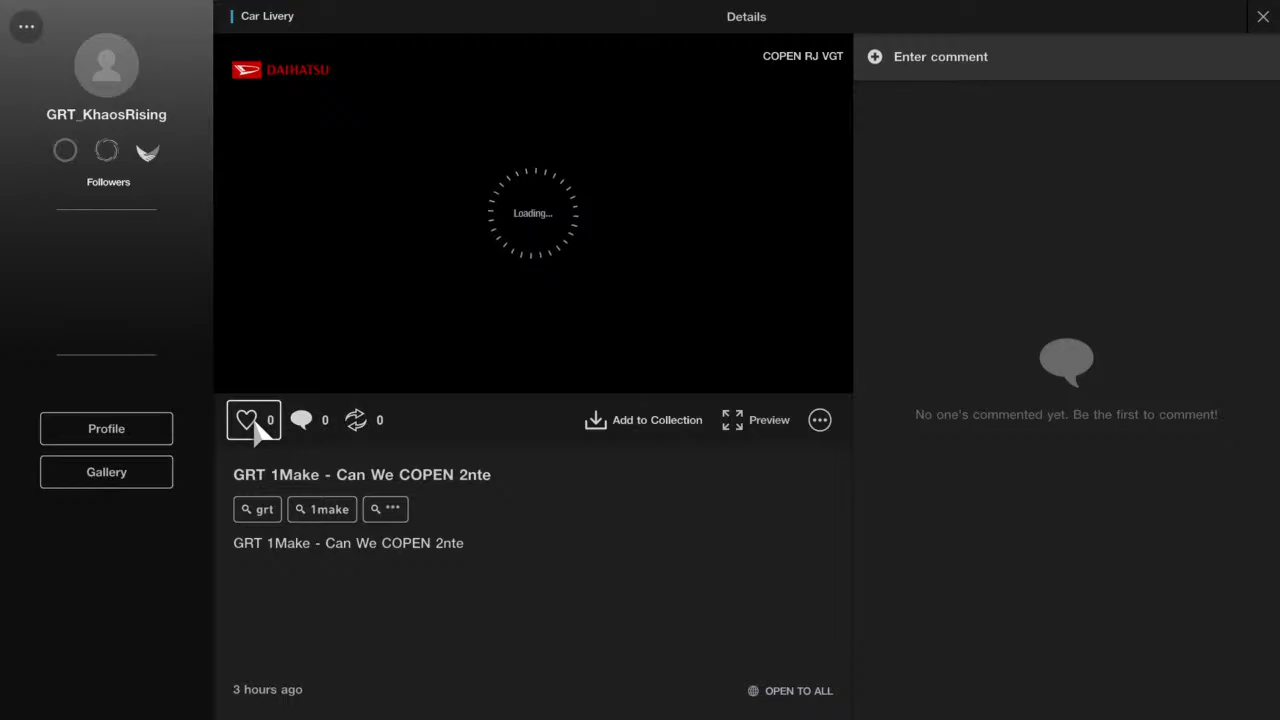 ...
Car Livery
Details
GRT_KhaosRising
Followers
Profile
Gallery
DAIHATSU
COPEN RJ VGT
Loading...
0
0
0
Add to Collection
Preview
GRT 1Make - Can We COPEN 2nte
grt
1make
***
GRT 1Make - Can We COPEN 2nte
3 hours ago
OPEN TO ALL
Enter comment
No one's commented yet. Be the first to comment!